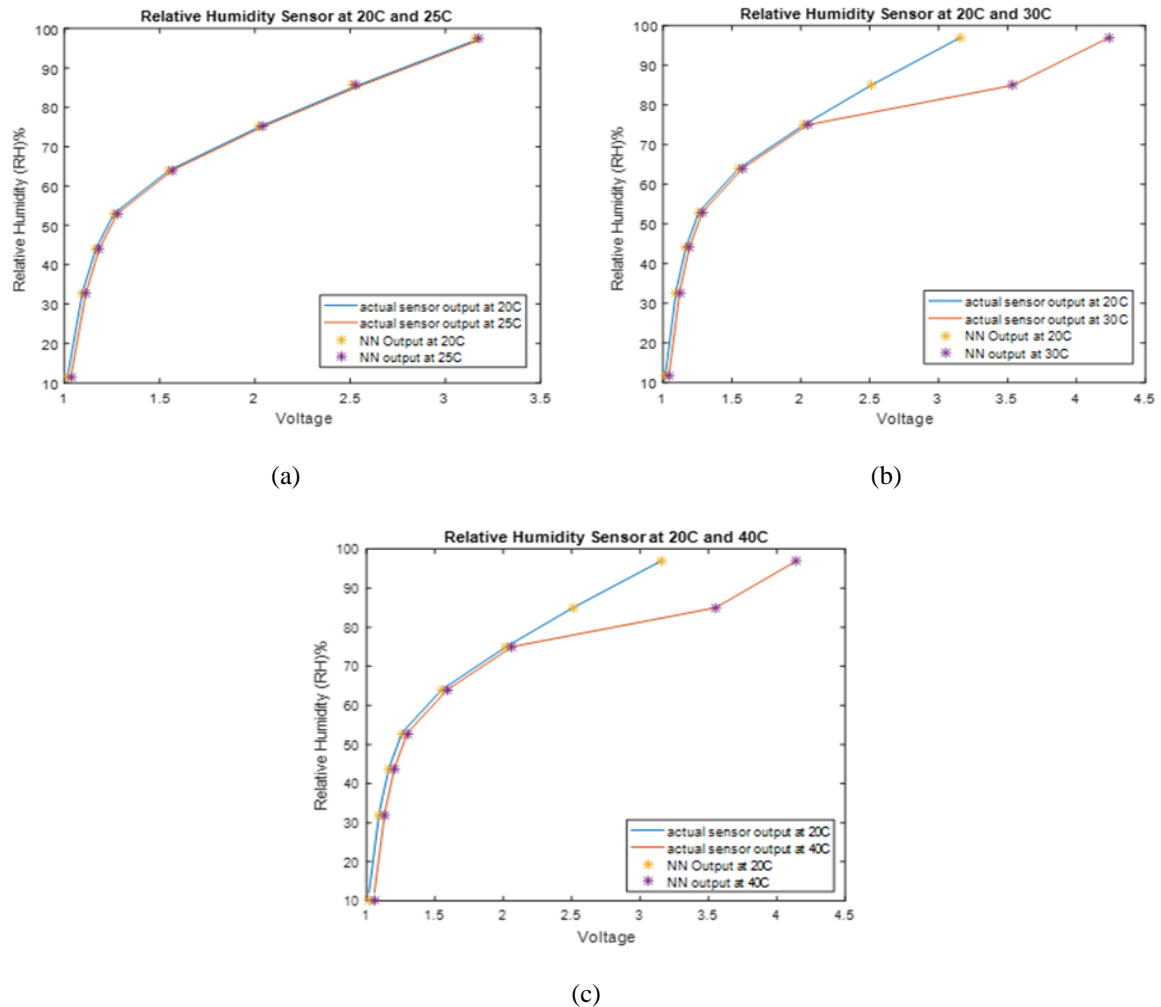 Relative Humidity Sensor at 20C and 25C
100
90
80
70
60
50
40
30
20
10
Relative Humidity (RH)%
actual sensor output at 20C
actual sensor output at 25C
NN Output at 20C
NN output at 25C
1 1.5 2 2.5 3 3.5
Voltage
(a)
Relative Humidity Sensor at 20C and 30C
100
90
80
70
60
50
40
30
20
10
Relative Humidity (RH)%
actual sensor output at 20C
actual sensor output at 30C
NN Output at 20C
NN output at 30C
1 1.5 2 2.5 3 3.5 4 4.5
Voltage
(b)
Relative Humidity Sensor at 20C and 40C
100
90
80
70
60
50
40
30
20
10
Relative Humidity (RH)%
actual sensor output at 20C
actual sensor output at 40C
NN Output at 20C
NN output at 40C
1 1.5 2 2.5 3 3.5 4 4.5
Voltage
(c)